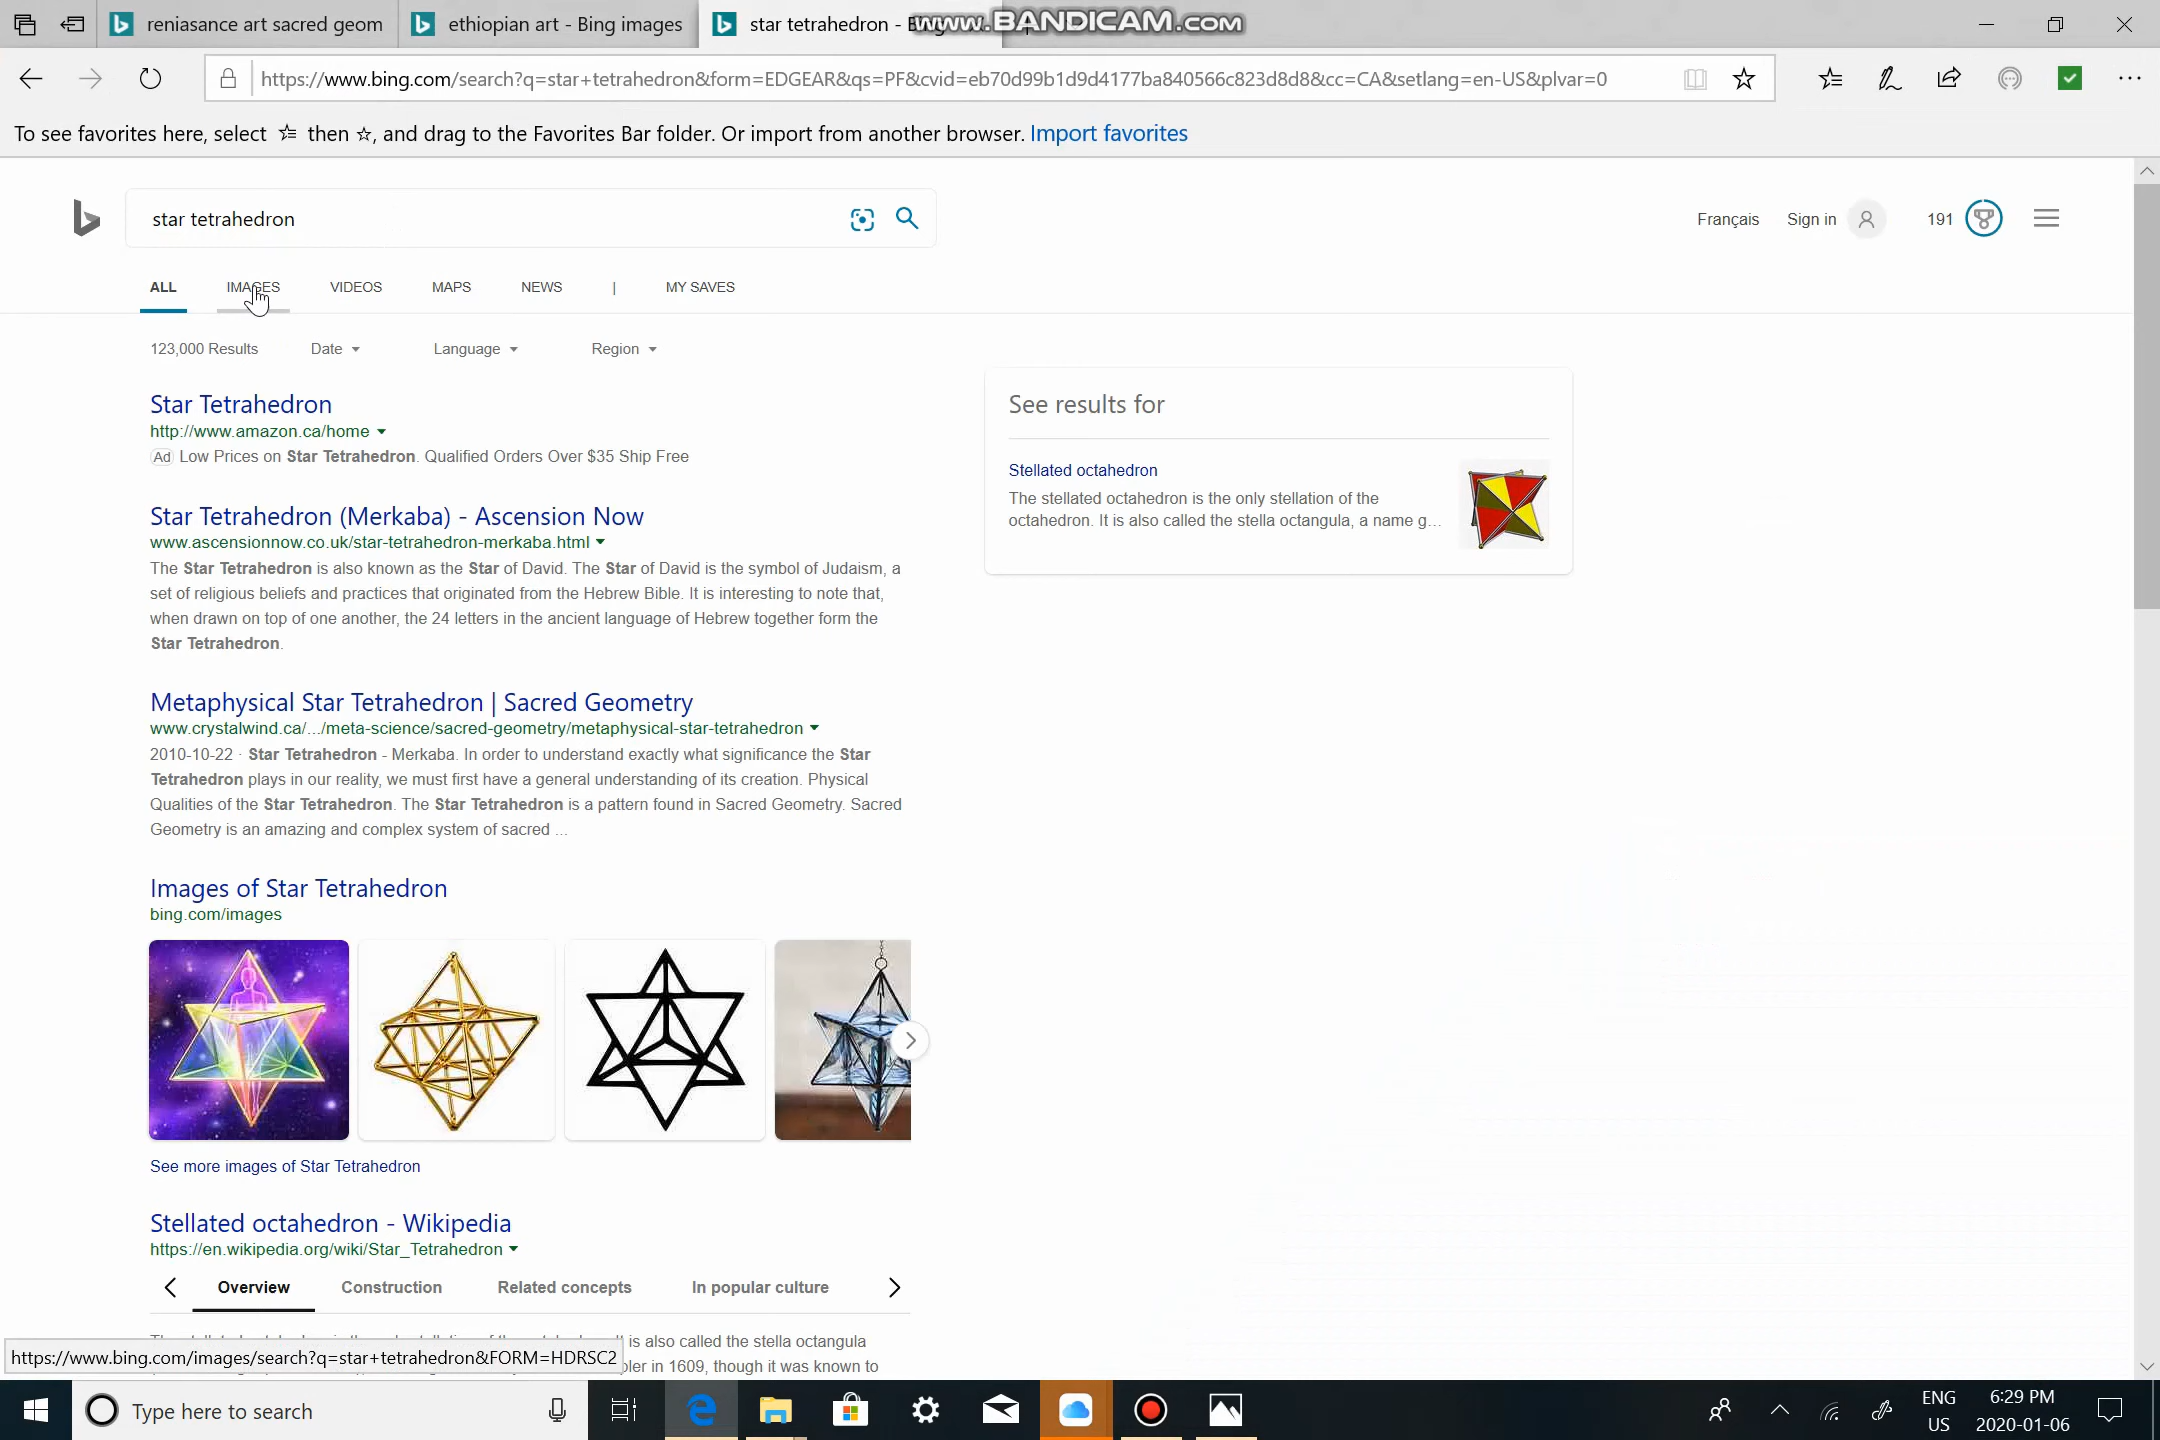 reniasance art sacred geom
ethiopian art - Bing images
star tetrahedron - Bing
www.BANDICAM.com
https://www.bing.com/search?q=star+tetrahedron&form=EDGEAR&qs=PF&cvid=eb70d99b1d9d4177ba840566c823d8d8&cc=CA&setlang=en-US&plvar=0
To see favorites here, select then ☆, and drag to the Favorites Bar folder. Or import from another browser. Import favorites
star tetrahedron
Français Sign in 191
ALL IMAGES VIDEOS MAPS NEWS | MY SAVES
123,000 Results Date Language Region
Star Tetrahedron
http://www.amazon.ca/home
Ad Low Prices on Star Tetrahedron. Qualified Orders Over $35 Ship Free
See results for
Stellated octahedron
The stellated octahedron is the only stellation of the
octahedron. It is also called the stella octangula, a name g...
Star Tetrahedron (Merkaba) - Ascension Now
www.ascensionnow.co.uk/star-tetrahedron-merkaba.html
The Star Tetrahedron is also known as the Star of David. The Star of David is the symbol of Judaism, a
set of religious beliefs and practices that originated from the Hebrew Bible. It is interesting to note that,
when drawn on top of one another, the 24 letters in the ancient language of Hebrew together form the
Star Tetrahedron.
Metaphysical Star Tetrahedron | Sacred Geometry
www.crystalwind.ca/.../meta-science/sacred-geometry/metaphysical-star-tetrahedron
2010-10-22 · Star Tetrahedron - Merkaba. In order to understand exactly what significance the Star
Tetrahedron plays in our reality, we must first have a general understanding of its creation. Physical
Qualities of the Star Tetrahedron. The Star Tetrahedron is a pattern found in Sacred Geometry. Sacred
Geometry is an amazing and complex system of sacred ...
Images of Star Tetrahedron
bing.com/images
See more images of Star Tetrahedron
Stellated octahedron - Wikipedia
https://en.wikipedia.org/wiki/Star_Tetrahedron
Overview Construction Related concepts In popular culture
is also called the stella octangula
https://www.bing.com/images/search?q=star+tetrahedron&FORM=HDRSC2
in 1609, though it was known to
Type here to search
ENG
US
6:29 PM
2020-01-06